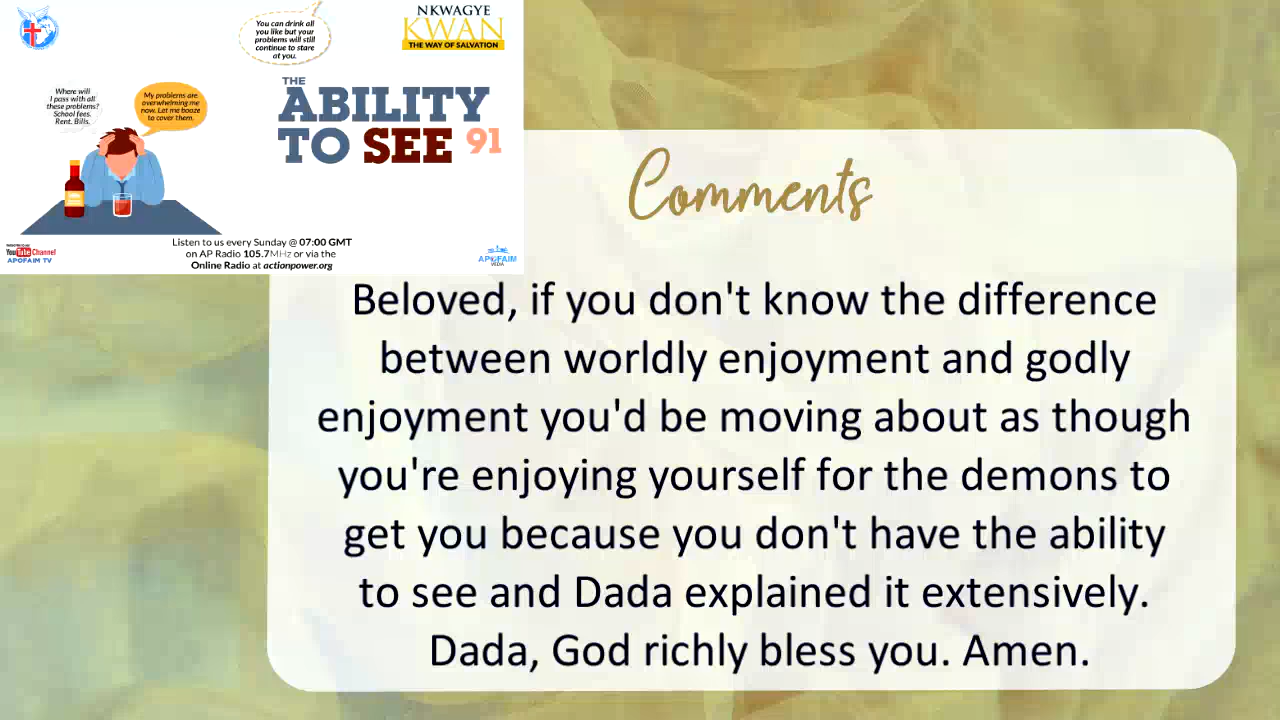 You can drink all
you like but your
problems will still
continue to stare
at you.
NKWAGYE
KWAN
THE WAY OF SALVATION
THE
ABILITY
TO SEE 91
Where will
I pass with all
these problems?
School fees.
Rent. Bills.
My problems are
overwhelming me
now. Let me booze
to cover them.
YouTube Channel
APOFAIM TV
Listen to us every Sunday @ 07:00 GMT
on AP Radio 105.7MHz or via the
Online Radio at actionpower.org
APOFAIM
MEDIA
Comments
Beloved, if you don't know the difference
between worldly enjoyment and godly
enjoyment you'd be moving about as though
you're enjoying yourself for the demons to
get you because you don't have the ability
to see and Dada explained it extensively.
Dada, God richly bless you. Amen.